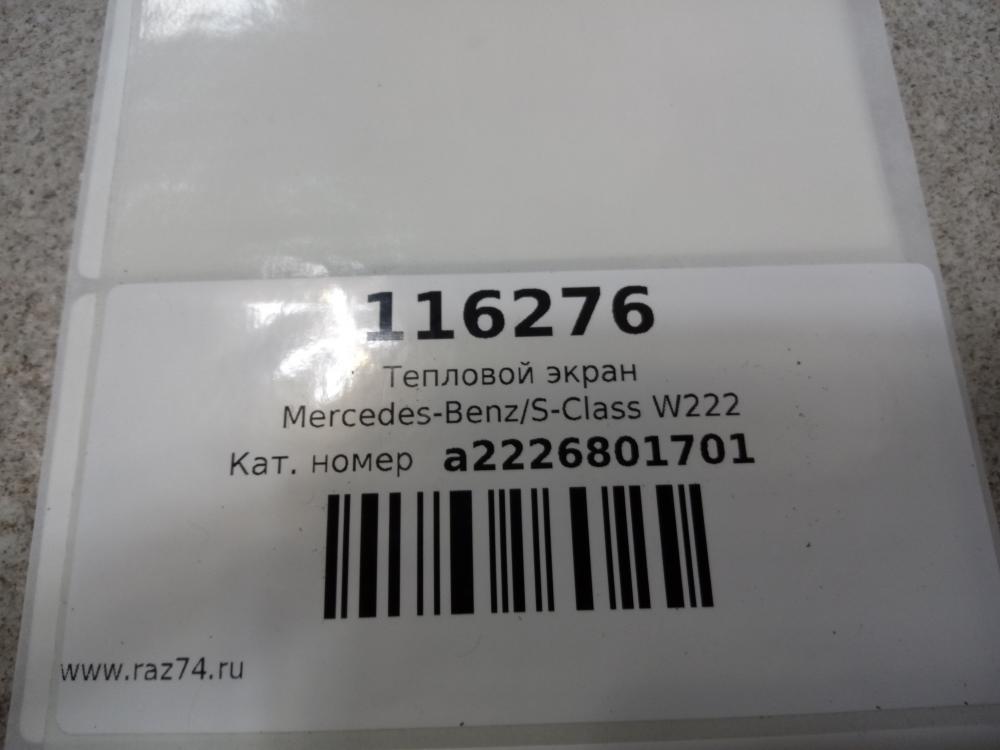 116276
Тепловой экран
Mercedes-Benz/S-Class W222
Кат. номер a2226801701
www.raz74.ru